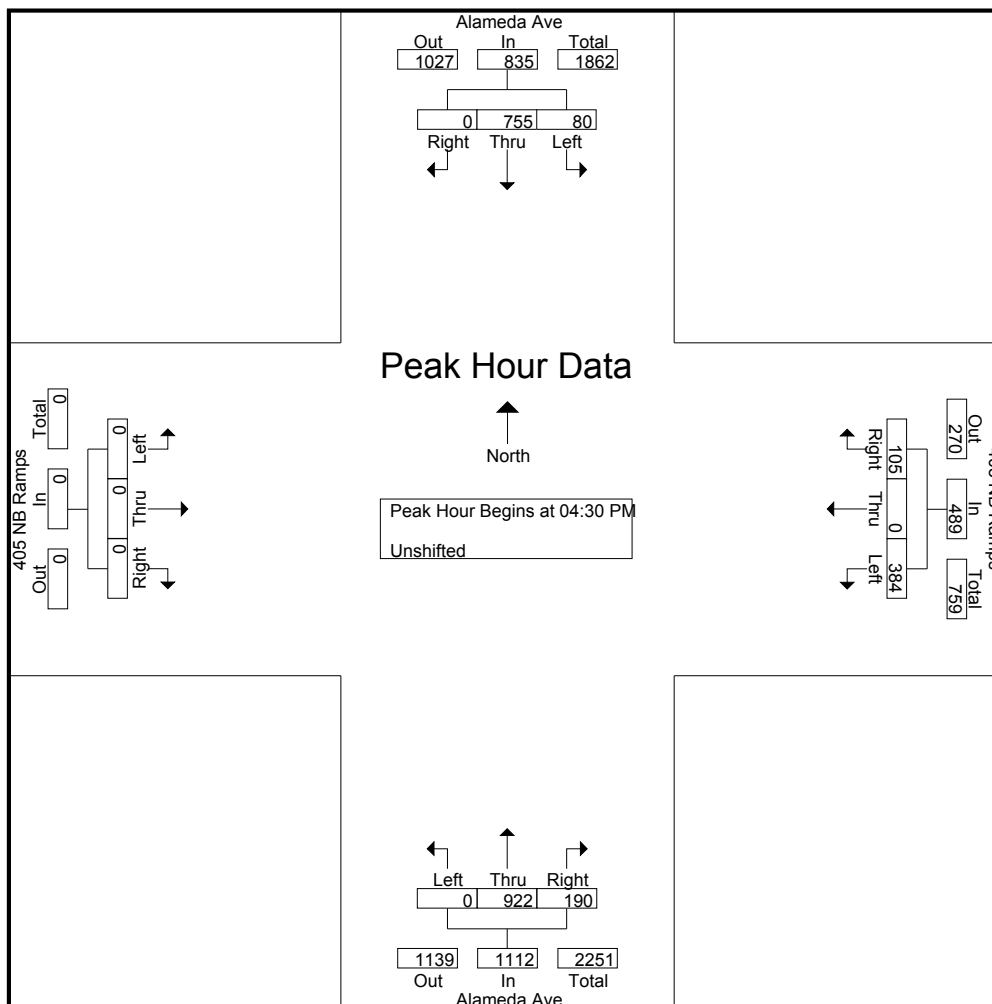 Alameda Ave
Out In Total
1027 835 1862
0 755 80
Right Thru Left
Peak Hour Data
North
Peak Hour Begins at 04:30 PM
Unshifted
405 NB Ramps
Total In Out
0 0 0
0 0 0
Left Thru Right
Right Thru Left
105 0 384
270 489 759
Out In Total
NB Ramps
Left Thru Right
0 922 190
1139 1112 2251
Out In Total
Alameda Ave